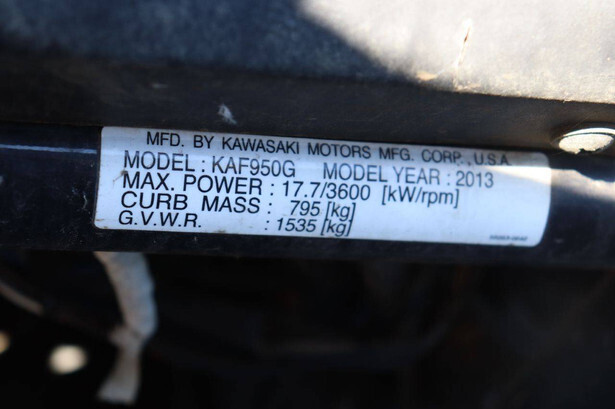 MFD. BY KAWASAKI MOTORS MFG. CORP., U.S.A.
MODEL : KAF950G MODEL YEAR : 2013
MAX. POWER : 17.7/3600 [kW/rpm]
CURB MASS : 795 [kg]
G.V.W.R. : 1535 [kg]